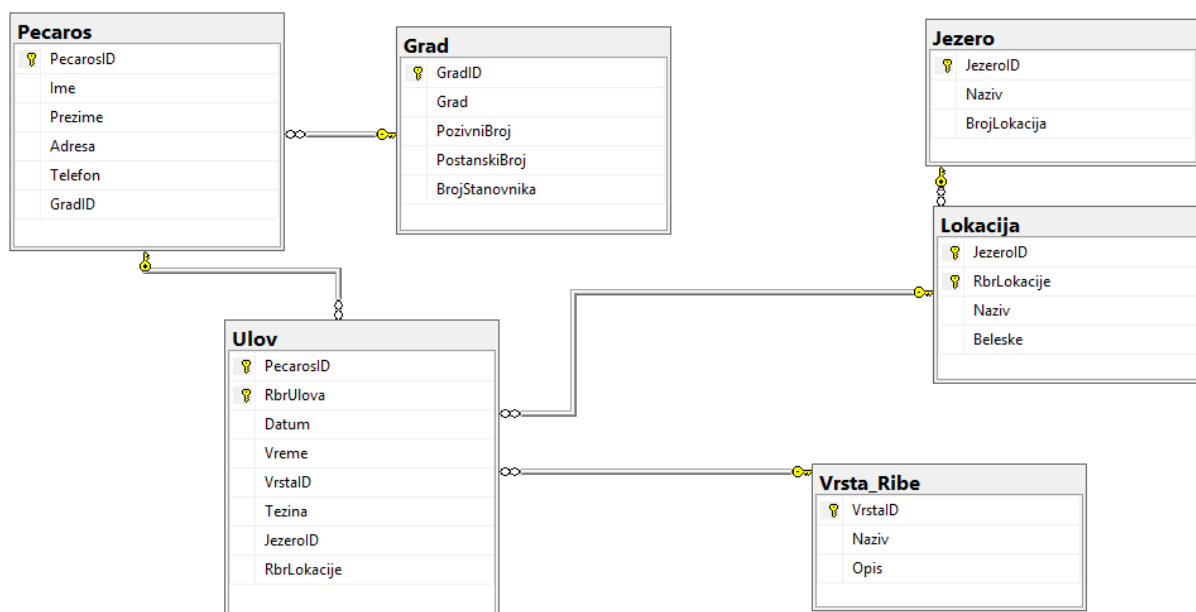 Pecaros
PecarosID
Ime
Prezime
Adresa
Telefon
GradID
Grad
GradID
Grad
PozivniBroj
PostanskiBroj
BrojStanovnika
Jezero
JezeroID
Naziv
BrojLokacija
Lokacija
JezeroID
RbrLokacije
Naziv
Beleske
Ulov
PecarosID
RbrUlova
Datum
Vreme
VrstaID
Tezina
JezeroID
RbrLokacije
Vrsta_Ribe
VrstaID
Naziv
Opis